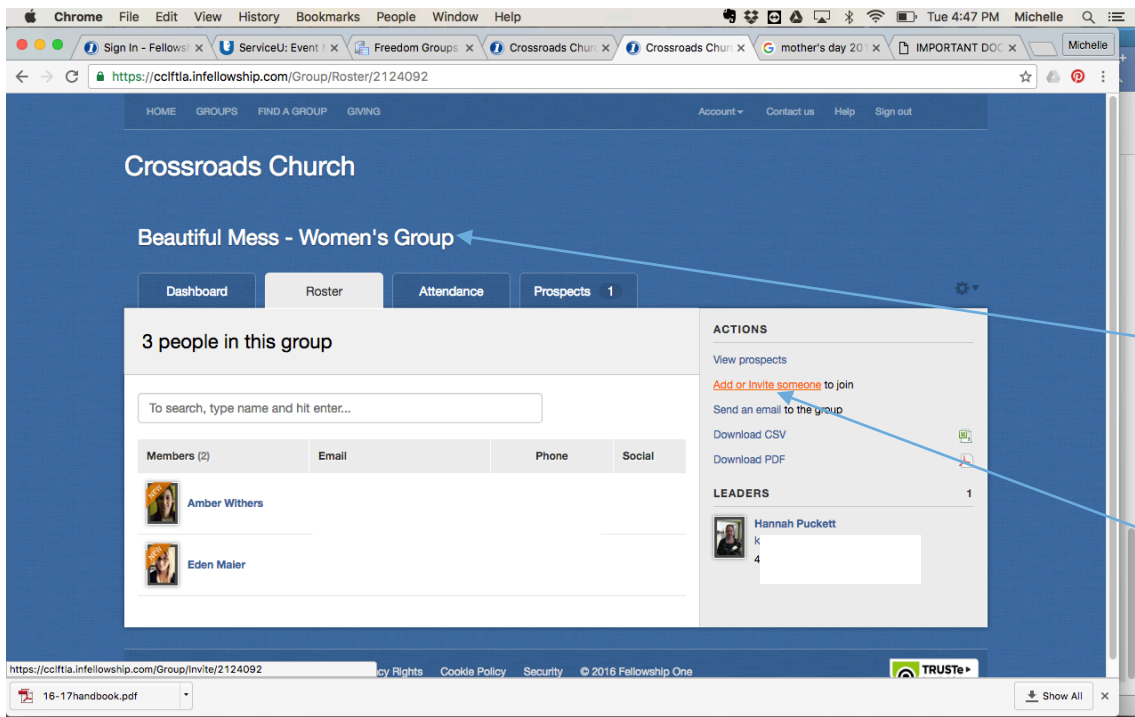 Chrome File Edit View History Bookmarks People Window Help Tue 4:47 PM Michelle
Sign In - Fellows ServiceU: Event Freedom Groups Crossroads Churc Crossroads Churc mother's day 201 IMPORTANT DOC Michelle
https://cclftla.infellowship.com/Group/Roster/2124092
HOME GROUPS FIND A GROUP GIVING Account Contact us Help Sign out
Crossroads Church
Beautiful Mess - Women's Group
Dashboard Roster Attendance Prospects 1
3 people in this group
To search, type name and hit enter...
Members (2) Email Phone Social
NEW Amber Withers
NEW Eden Maier
ACTIONS
View prospects
Add or Invite someone to join
Send an email to the group
Download CSV
Download PDF
LEADERS 1
Hannah Puckett
k
4
https://cclftla.infellowship.com/Group/Invite/2124092 cy Rights Cookie Policy Security © 2016 Fellowship One TRUSTe
16-17handbook.pdf Show All